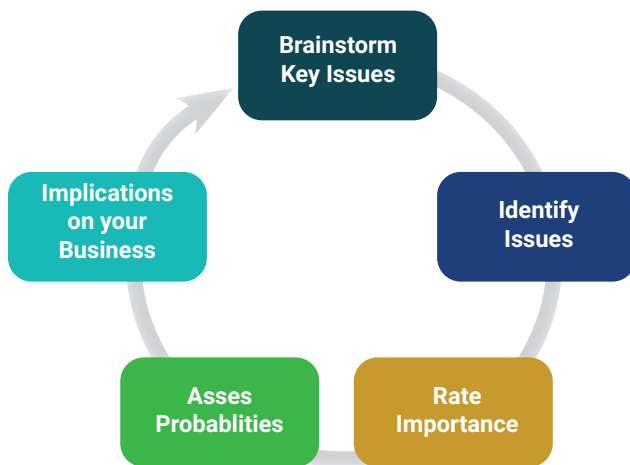 Brainstorm
Key Issues
Identify
Issues
Rate
Importance
Asses
Probablities
Implications
on your
Business